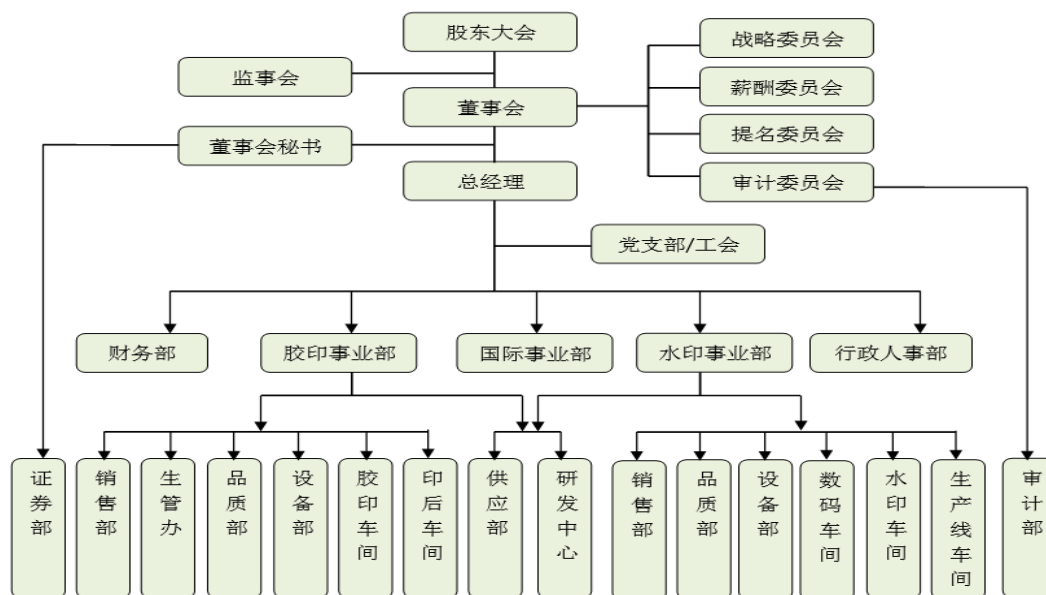 股东大会
战略委员会
监事会
薪酬委员会
董事会
提名委员会
董事会秘书
总经理
审计委员会
党支部/工会
财务部
胶印事业部
国际事业部
水印事业部
行政人事部
证券部
销售部
生管办
品质部
设备部
胶印车间
印后车间
供应部
研发中心
销售部
品质部
设备部
数码车间
水印车间
生产线车间
审计部